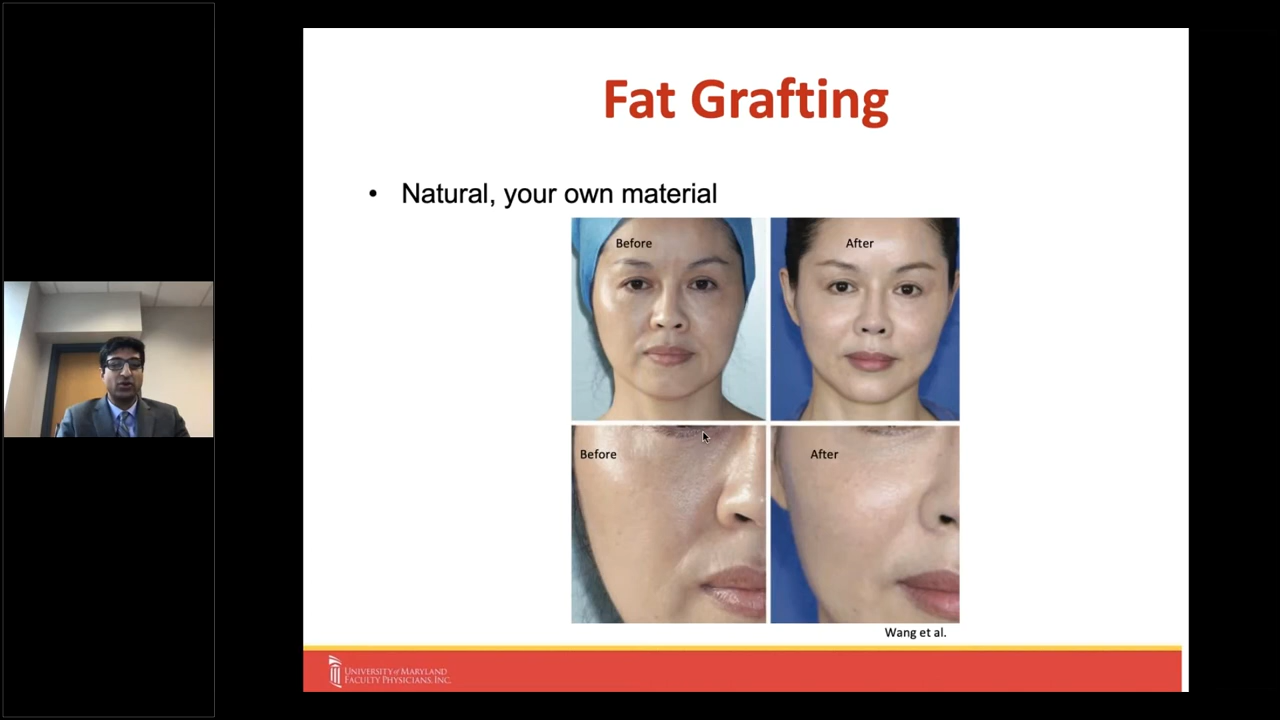 Fat Grafting
• Natural, your own material
Before
After
Before
After
Wang et al.
UNIVERSITY of MARYLAND
FACULTY PHYSICIANS, INC.